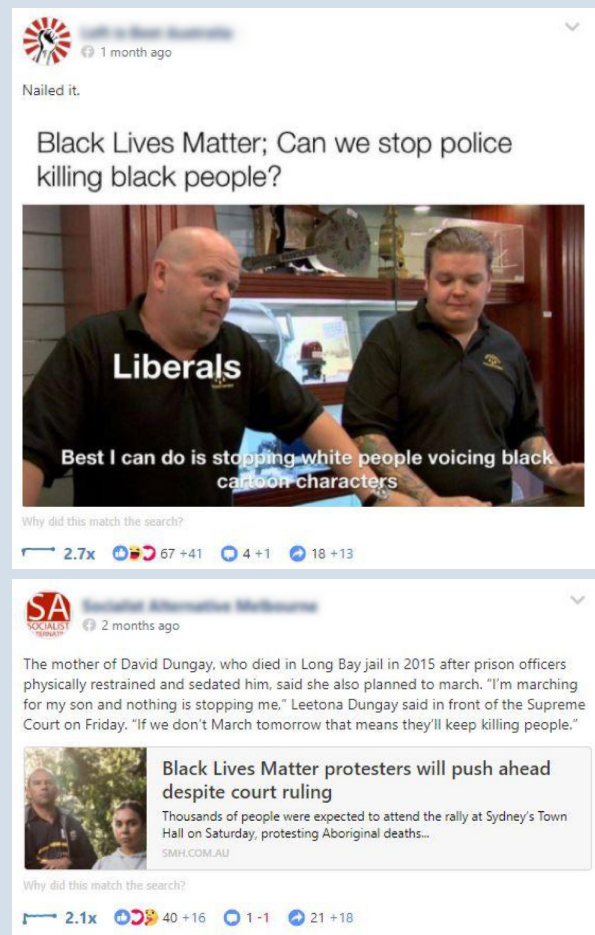 1 month ago
Nailed it.
Black Lives Matter; Can we stop police
killing black people?
Liberals
Best I can do is stopping white people voicing black
cartoon characters
Why did this match the search?
2.7x 67 +41 4 +1 18 +13
SA
SOCIALIST
2 months ago
The mother of David Dungay, who died in Long Bay jail in 2015 after prison officers
physically restrained and sedated him, said she also planned to march. "I'm marching
for my son and nothing is stopping me," Leetona Dungay said in front of the Supreme
Court on Friday. "If we don't March tomorrow that means they'll keep killing people."
Black Lives Matter protesters will push ahead
despite court ruling
Thousands of people were expected to attend the rally at Sydney's Town
Hall on Saturday, protesting Aboriginal deaths...
SMH.COM.AU
Why did this match the search?
2.1x 40 +16 1 -1 21 +18